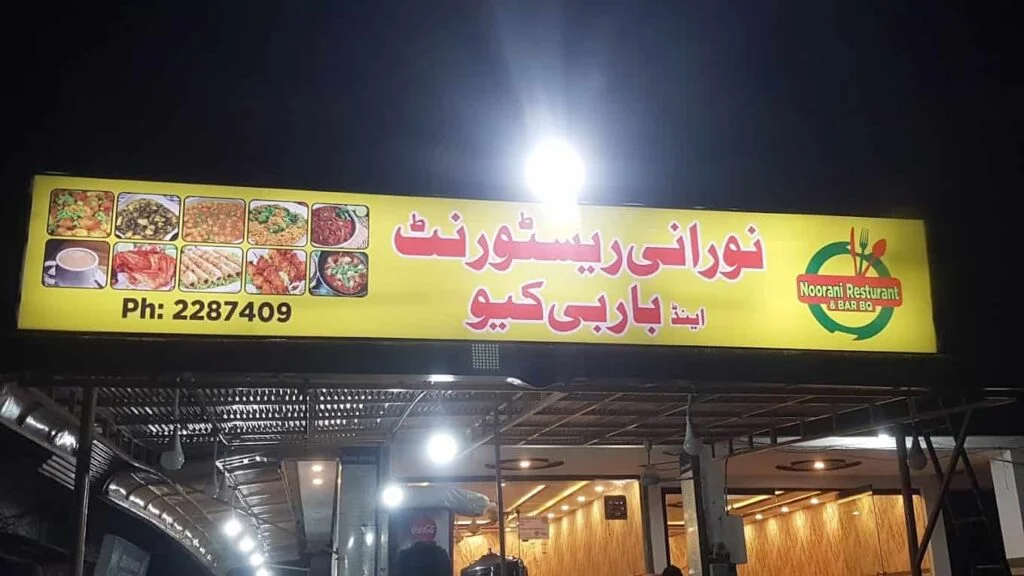 نورانی ریسٹورنٹ
اینڈ باربی کیو
Noorani Resturant
& BAR BQ
Ph: 2287409